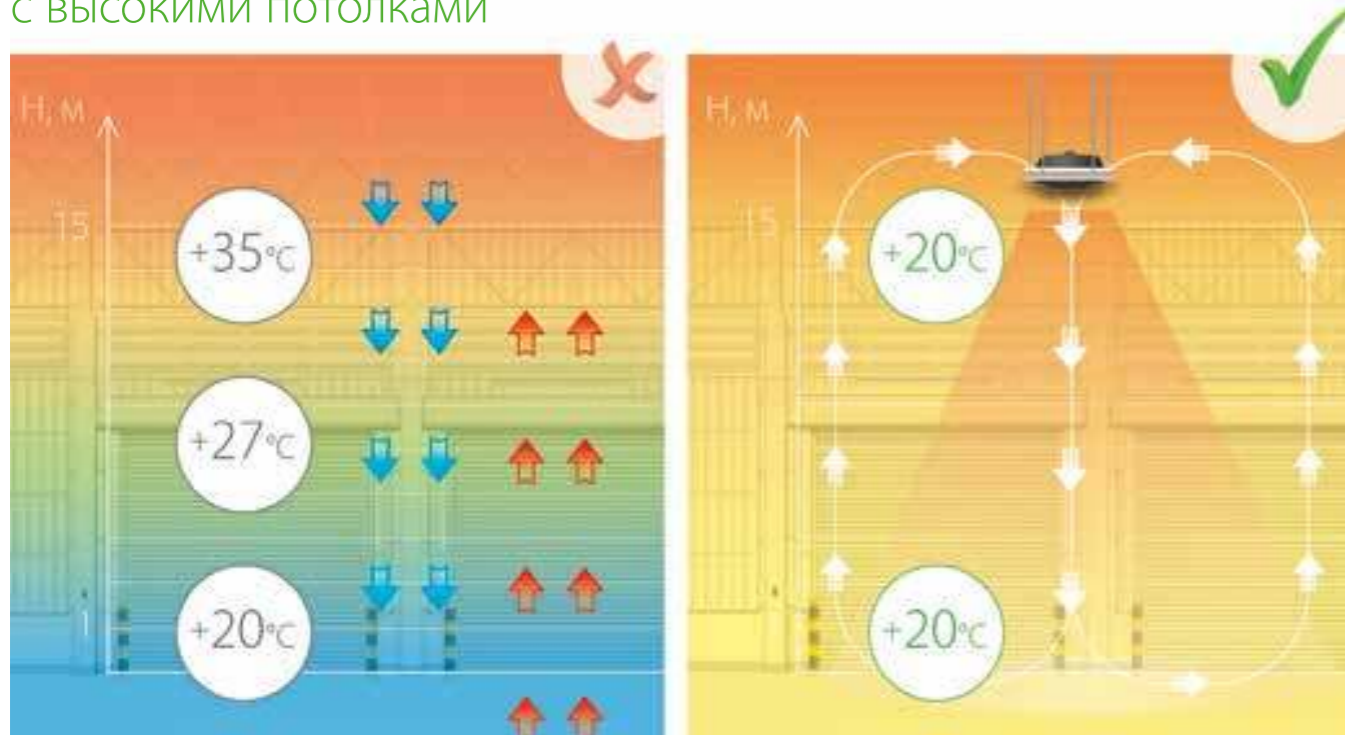 с высокими потолками
Н, м
15
+35°C
+27°C
+20°C
1
Н, м
15
+20°C
+20°C